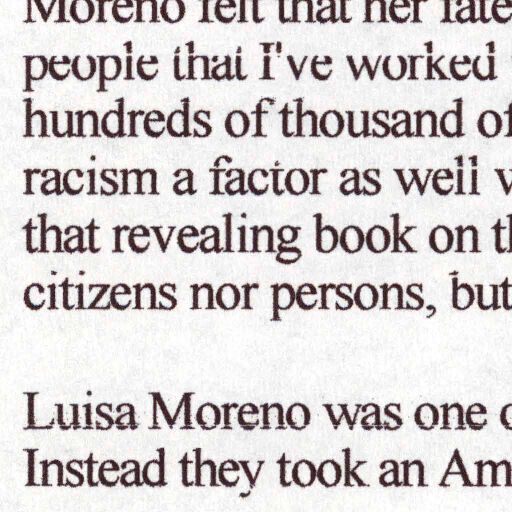 Moreno felt that her fate
people that I've worked
hundreds of thousand of
racism a factor as well
that revealing book on
citizens nor persons, but
Luisa Moreno was one
Instead they took an Am